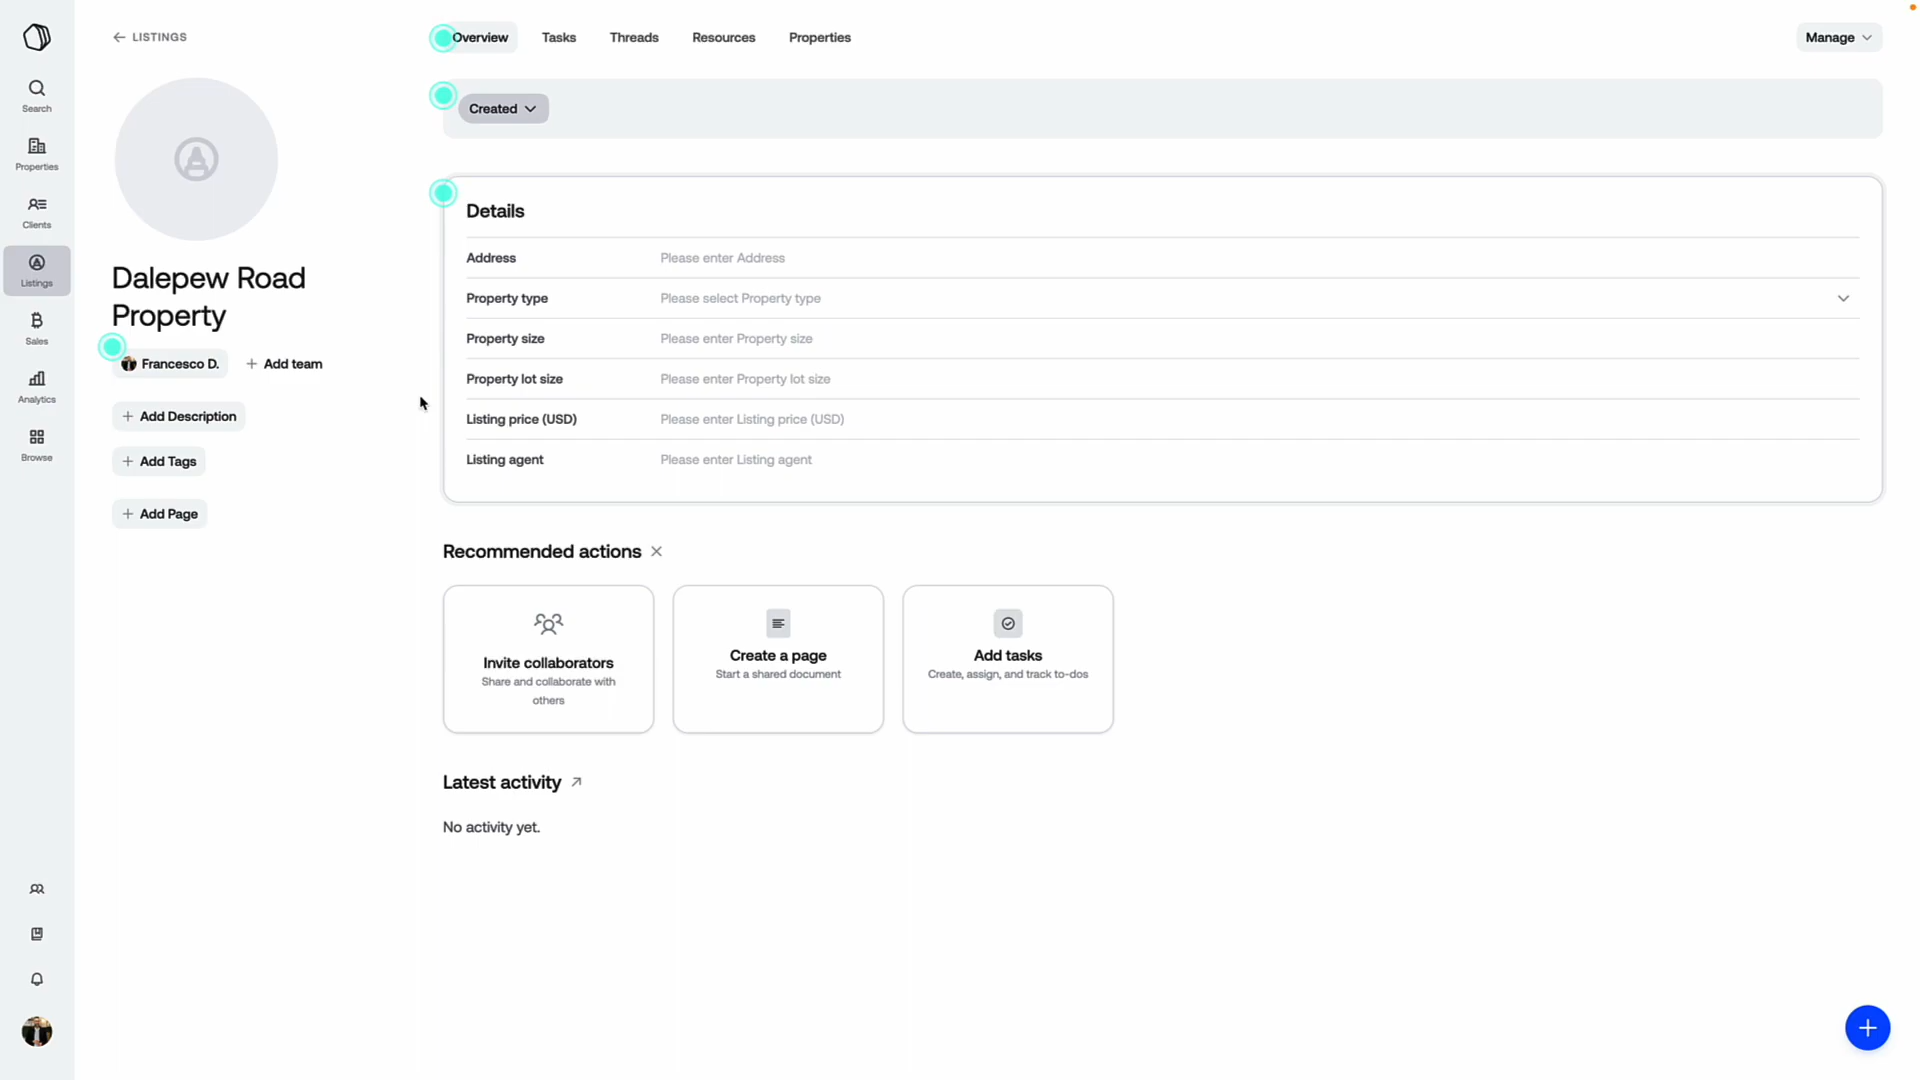 Search
Properties
Clients
Listings
Sales
Analytics
Browse
LISTINGS
Dalepew Road
Property
Francesco D.
Add team
Add Description
Add Tags
Add Page
Overview
Tasks
Threads
Resources
Properties
Manage
Created
Details
Address
Please enter Address
Property type
Please select Property type
Property size
Please enter Property size
Property lot size
Please enter Property lot size
Listing price (USD)
Please enter Listing price (USD)
Listing agent
Please enter Listing agent
Recommended actions
Invite collaborators
Share and collaborate with
others
Create a page
Start a shared document
Add tasks
Create, assign, and track to-dos
Latest activity
No activity yet.